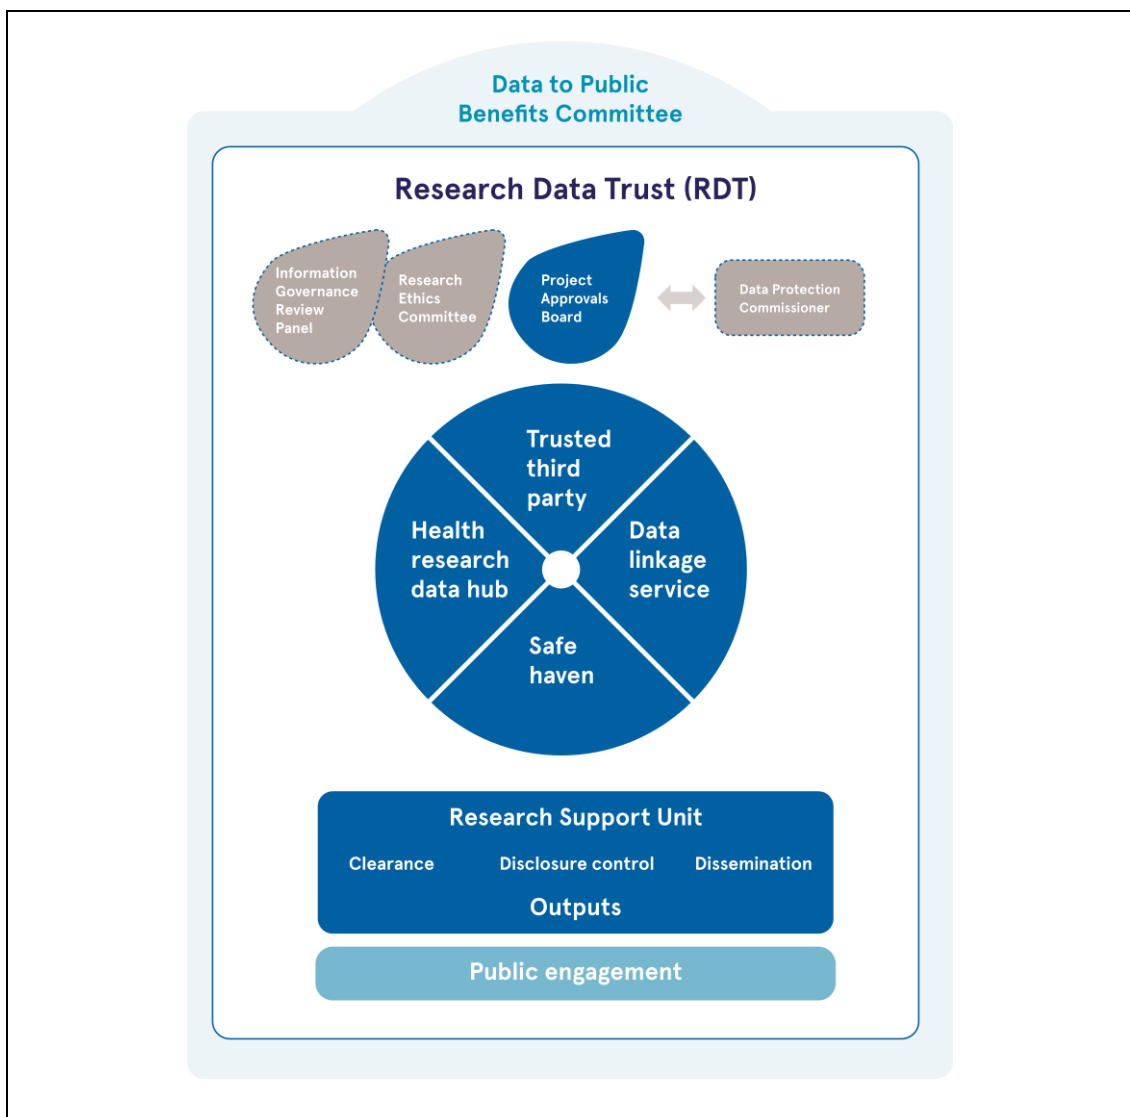 Data to Public
Benefits Committee
Research Data Trust (RDT)
Information
Governance
Review
Panel
Research
Ethics
Committee
Project
Approvals
Board
Data Protection
Commissioner
Trusted
third
party
Health
research
data hub
Data
linkage
service
Safe
haven
Research Support Unit
Clearance Disclosure control Dissemination
Outputs
Public engagement